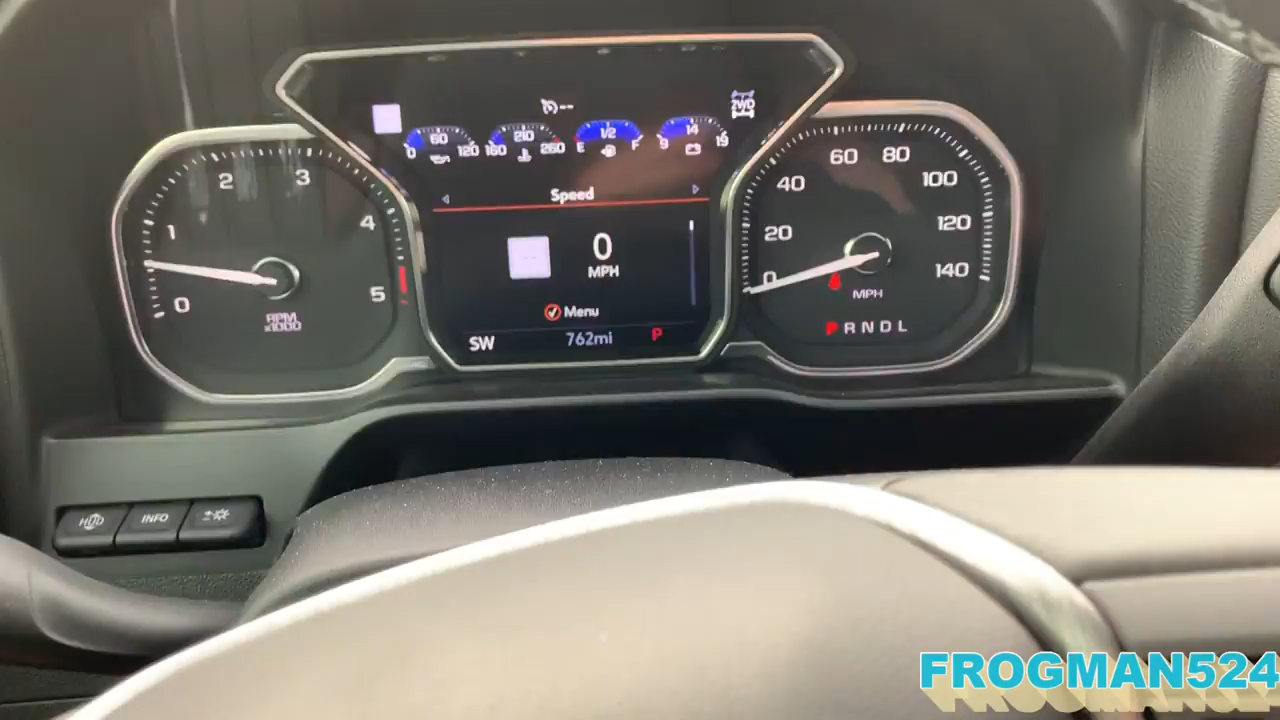 2WD
0 60 120
160 210 260
E 1/2 F
9 14 19
Speed
0
MPH
Menu
SW 762mi P
0 1 2 3 4 5
RPM
x1000
0 20 40 60 80 100 120 140
MPH
P R N D L
HUD INFO
FROGMAN524